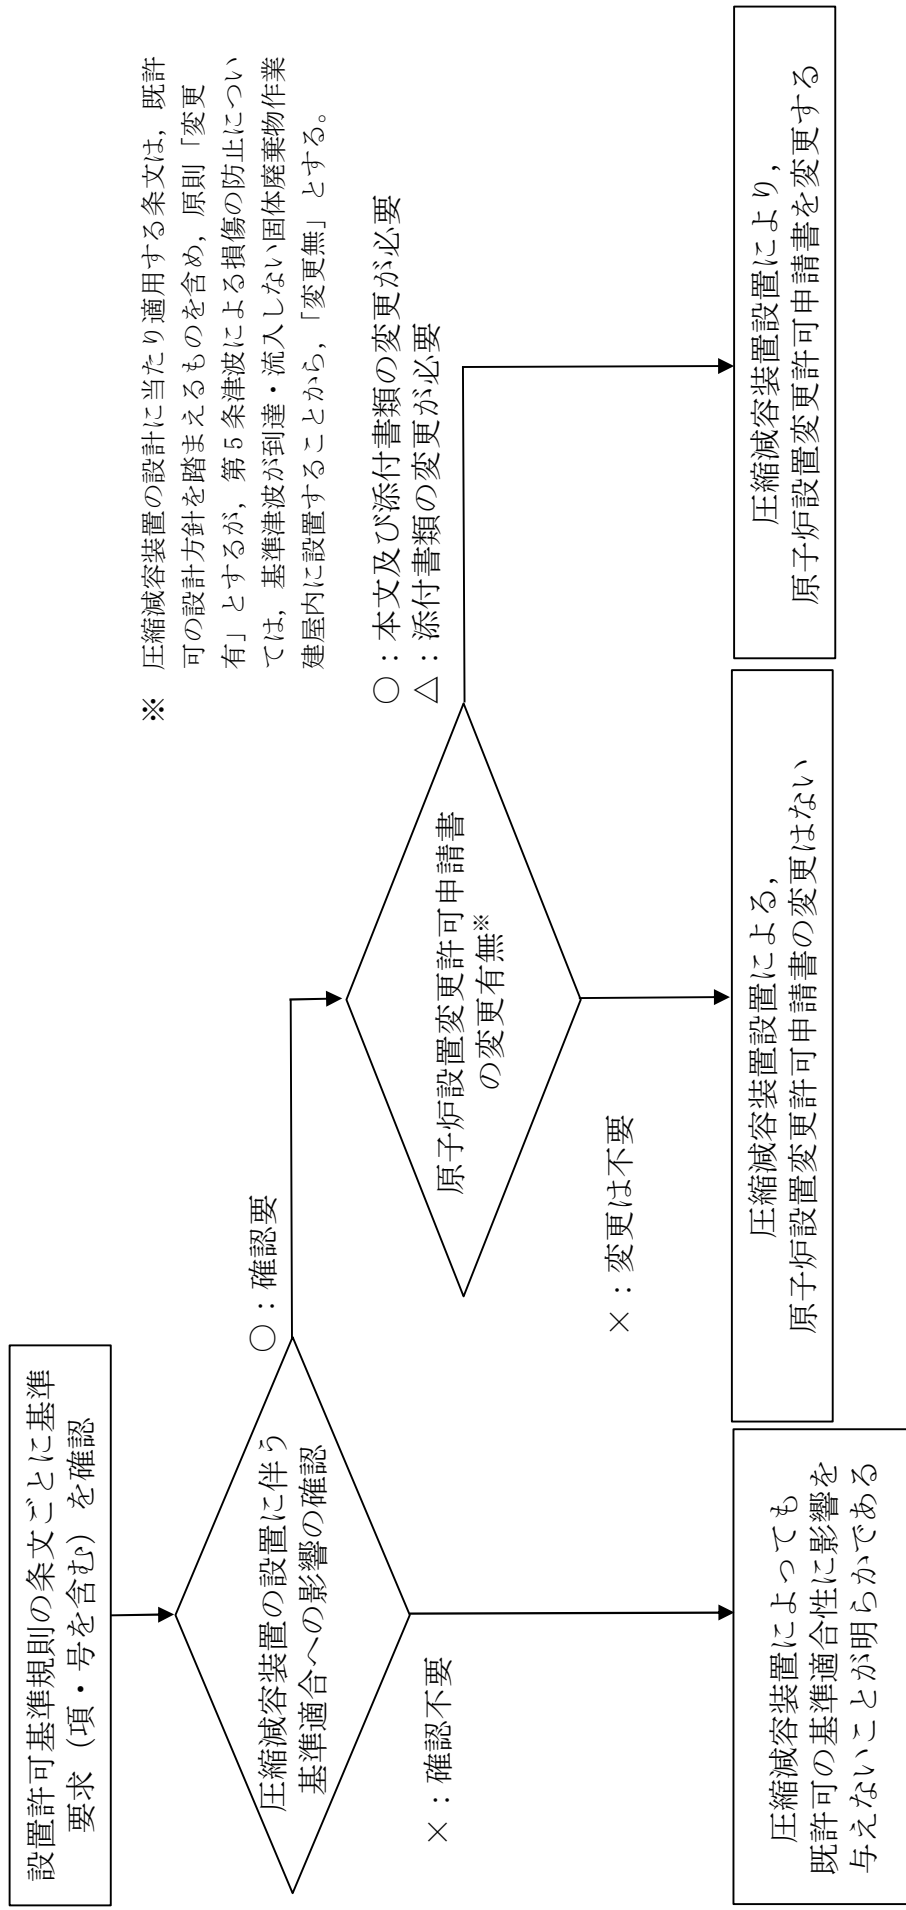 設置許可基準規則の条文ごとに基準
要求（項・号を含む）を確認
圧縮減容装置の設置に伴う
基準適合への影響の確認
○：確認要
×：確認不要
原子炉設置変更許可申請書
の変更有無※
○：本文及び添付書類の変更が必要
△：添付書類の変更が必要
×：変更は不要
圧縮減容装置によっても
既許可の基準適合性に影響を
与えないことが明らかである
圧縮減容装置設置による，
原子炉設置変更許可申請書の変更はない
圧縮減容装置設置により，
原子炉設置変更許可申請書を変更する
※　圧縮減容装置の設計に当たり適用する条文は，既許
可の設計方針を踏まえるものを含め，原則「変更
有」とするが，第5条津波による損傷の防止につい
ては，基準津波が到達・流入しない固体廃棄物作業
建屋内に設置することから，「変更無」とする。